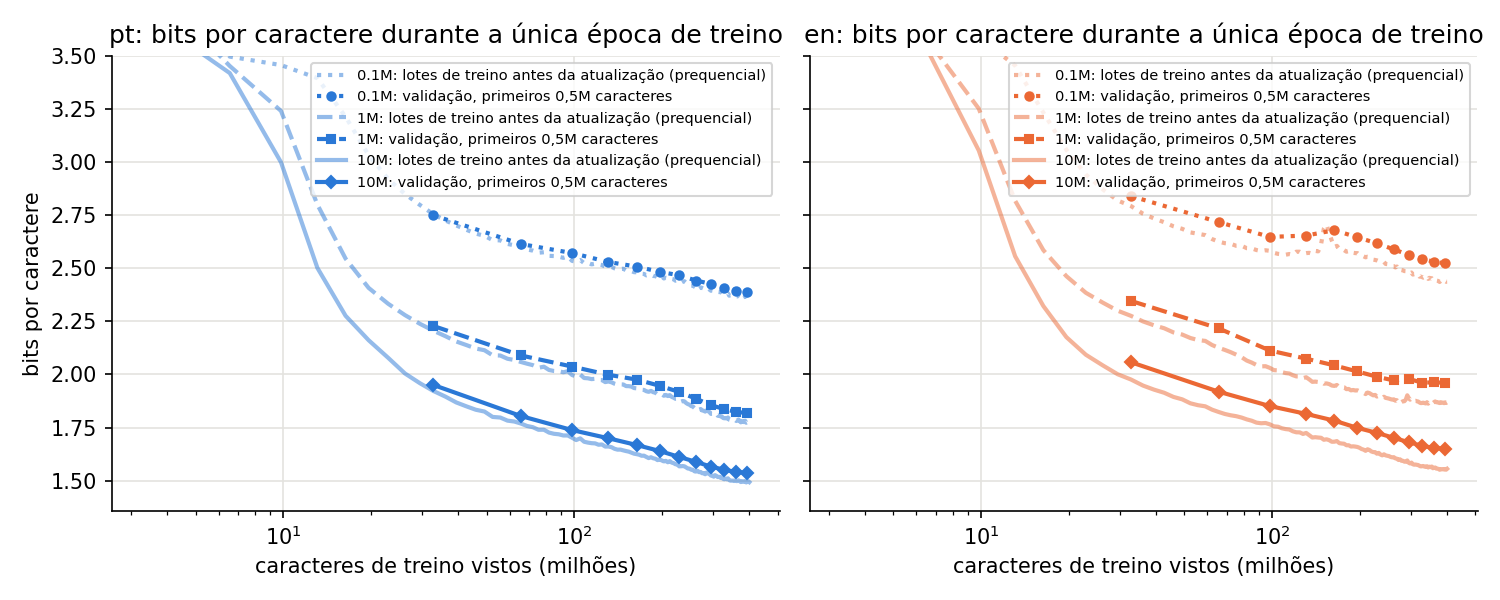 pt: bits por caractere durante a única época de treino
en: bits por caractere durante a única época de treino
bits por caractere
3.50
3.25
3.00
2.75
2.50
2.25
2.00
1.75
1.50
0.1M: lotes de treino antes da atualização (prequencial)
0.1M: validação, primeiros 0,5M caracteres
1M: lotes de treino antes da atualização (prequencial)
1M: validação, primeiros 0,5M caracteres
10M: lotes de treino antes da atualização (prequencial)
10M: validação, primeiros 0,5M caracteres
0.1M: lotes de treino antes da atualização (prequencial)
0.1M: validação, primeiros 0,5M caracteres
1M: lotes de treino antes da atualização (prequencial)
1M: validação, primeiros 0,5M caracteres
10M: lotes de treino antes da atualização (prequencial)
10M: validação, primeiros 0,5M caracteres
10¹ 10²
10¹ 10²
caracteres de treino vistos (milhões)
caracteres de treino vistos (milhões)